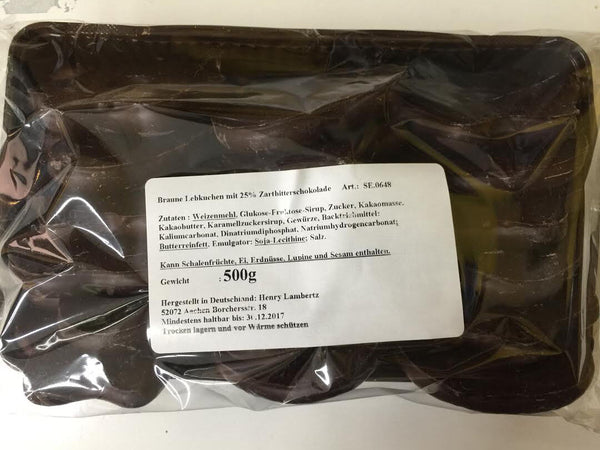 Braune Lebkuchen mit 25% Zartbitterschokolade Art.: SE.0648
Zutaten : Weizenmehl, Glukose-Fruktose-Sirup, Zucker, Kakaomasse,
Kakaobutter, Karamellzuckersirup, Gewürze, Backtriebmittel:
Kaliumcarbonat, Dinatriumdiphosphat, Natriumhydrogencarbonat;
Butterreinfett, Emulgator: Soja-Lecithine; Salz.
Kann Schalenfrüchte, Ei, Erdnüsse, Lupine und Sesam enthalten.
Gewicht : 500g
Hergestellt in Deutschland: Henry Lambertz
52072 Aachen Borchersstr. 18
Mindestens haltbar bis: .12.2017
Trocken lagern und vor Wärme schützen